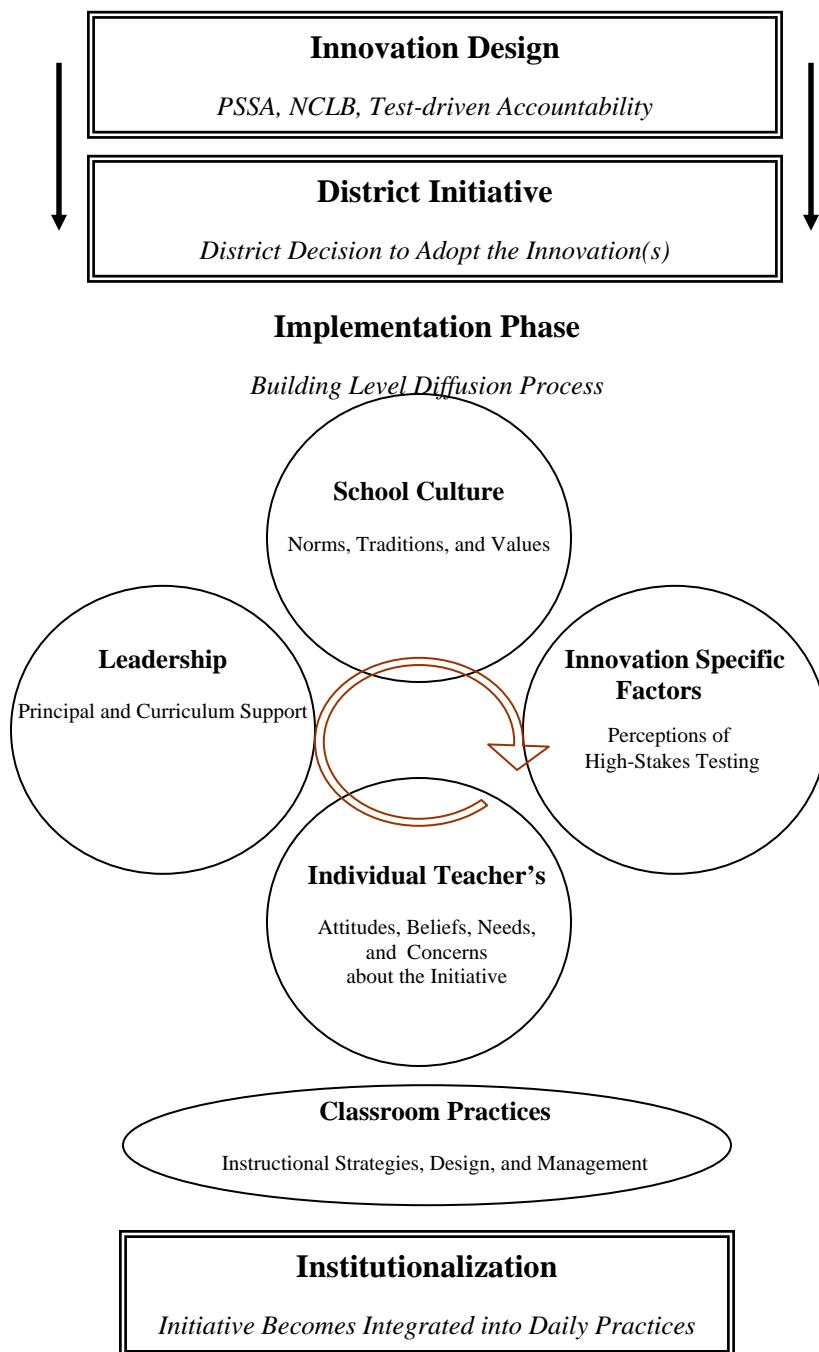 Innovation Design
PSSA, NCLB, Test-driven Accountability
District Initiative
District Decision to Adopt the Innovation(s)
Implementation Phase
Building Level Diffusion Process
School Culture
Norms, Traditions, and Values
Leadership
Principal and Curriculum Support
Innovation Specific
Factors
Perceptions of
High-Stakes Testing
Individual Teacher’s
Attitudes, Beliefs, Needs,
and Concerns
about the Initiative
Classroom Practices
Instructional Strategies, Design, and Management
Institutionalization
Initiative Becomes Integrated into Daily Practices